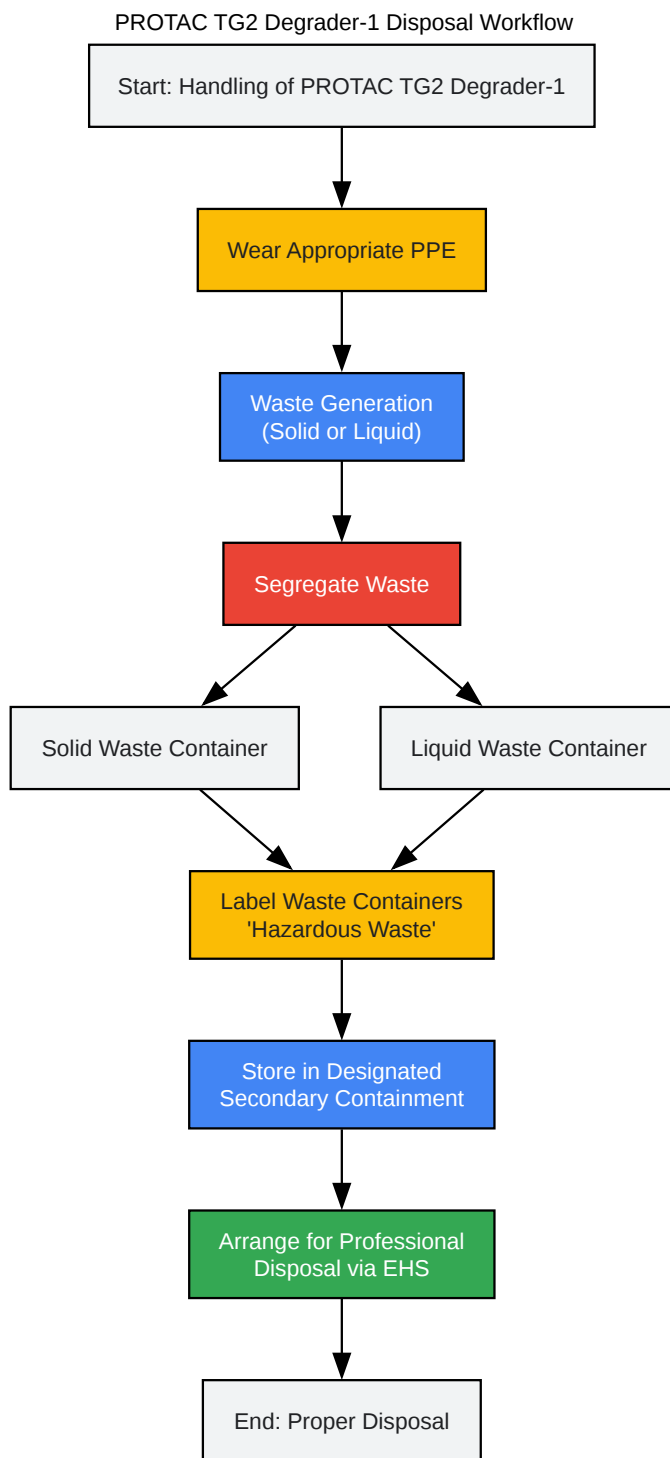 PROTAC TG2 Degrader-1 Disposal Workflow
Start: Handling of PROTAC TG2 Degrader-1
Wear Appropriate PPE
Waste Generation
(Solid or Liquid)
Segregate Waste
Solid Waste Container
Liquid Waste Container
Label Waste Containers
'Hazardous Waste'
Store in Designated
Secondary Containment
Arrange for Professional
Disposal via EHS
End: Proper Disposal